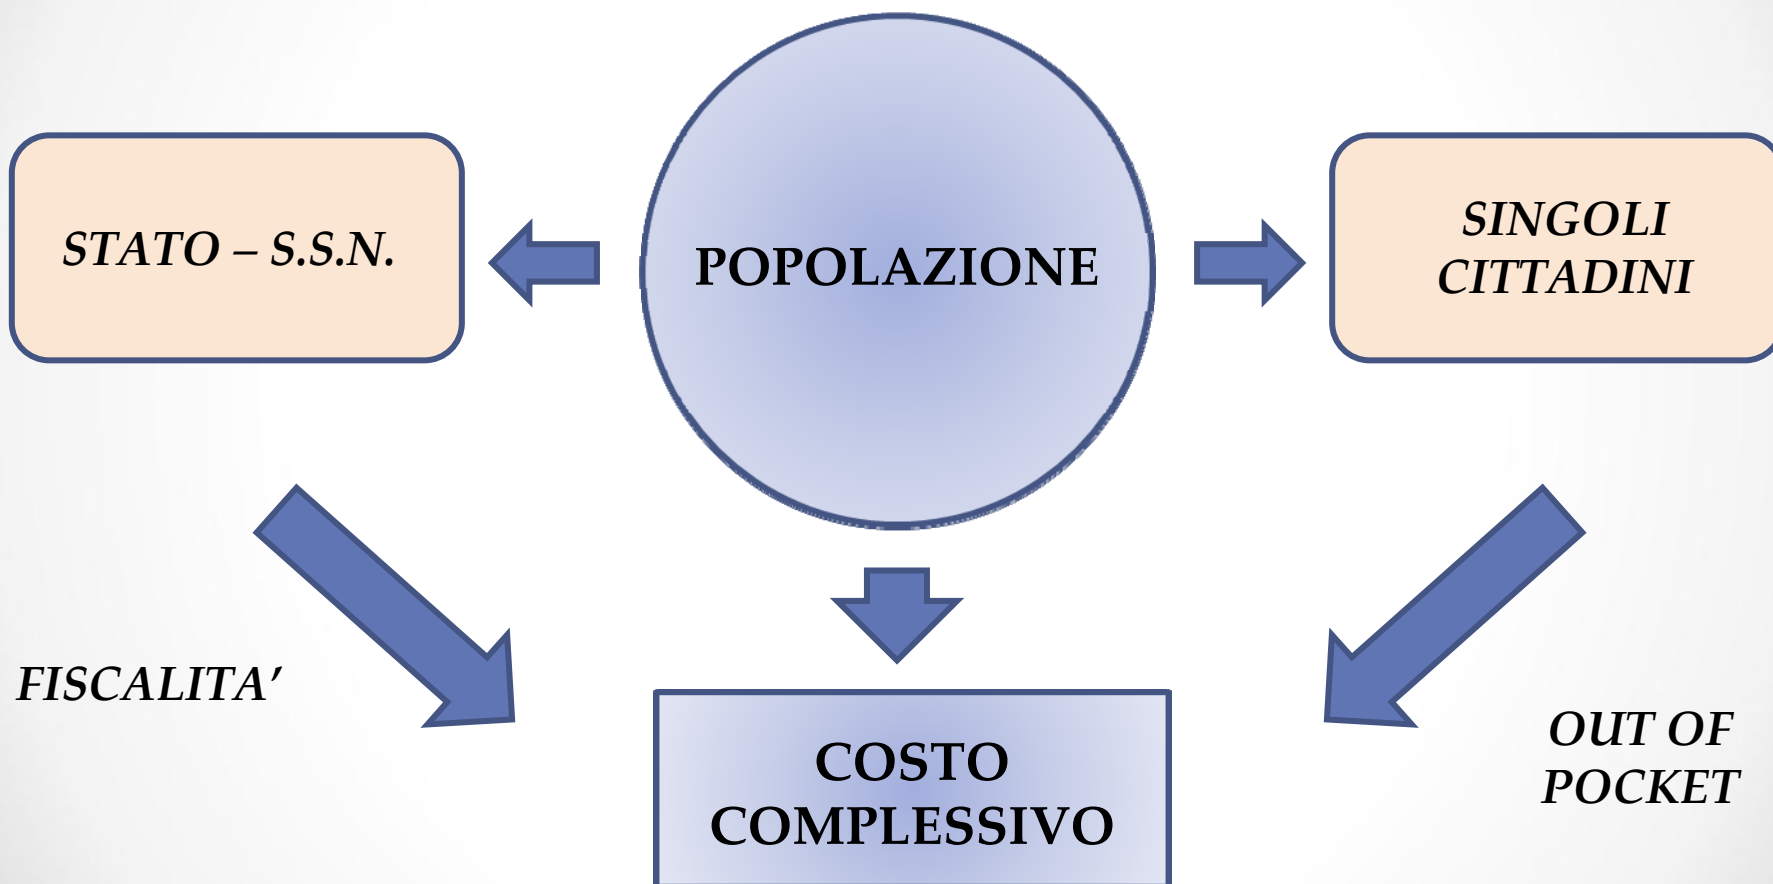 STATO – S.S.N.
POPOLAZIONE
SINGOLI
CITTADINI
FISCALITA’
COSTO
COMPLESSIVO
OUT OF
POCKET